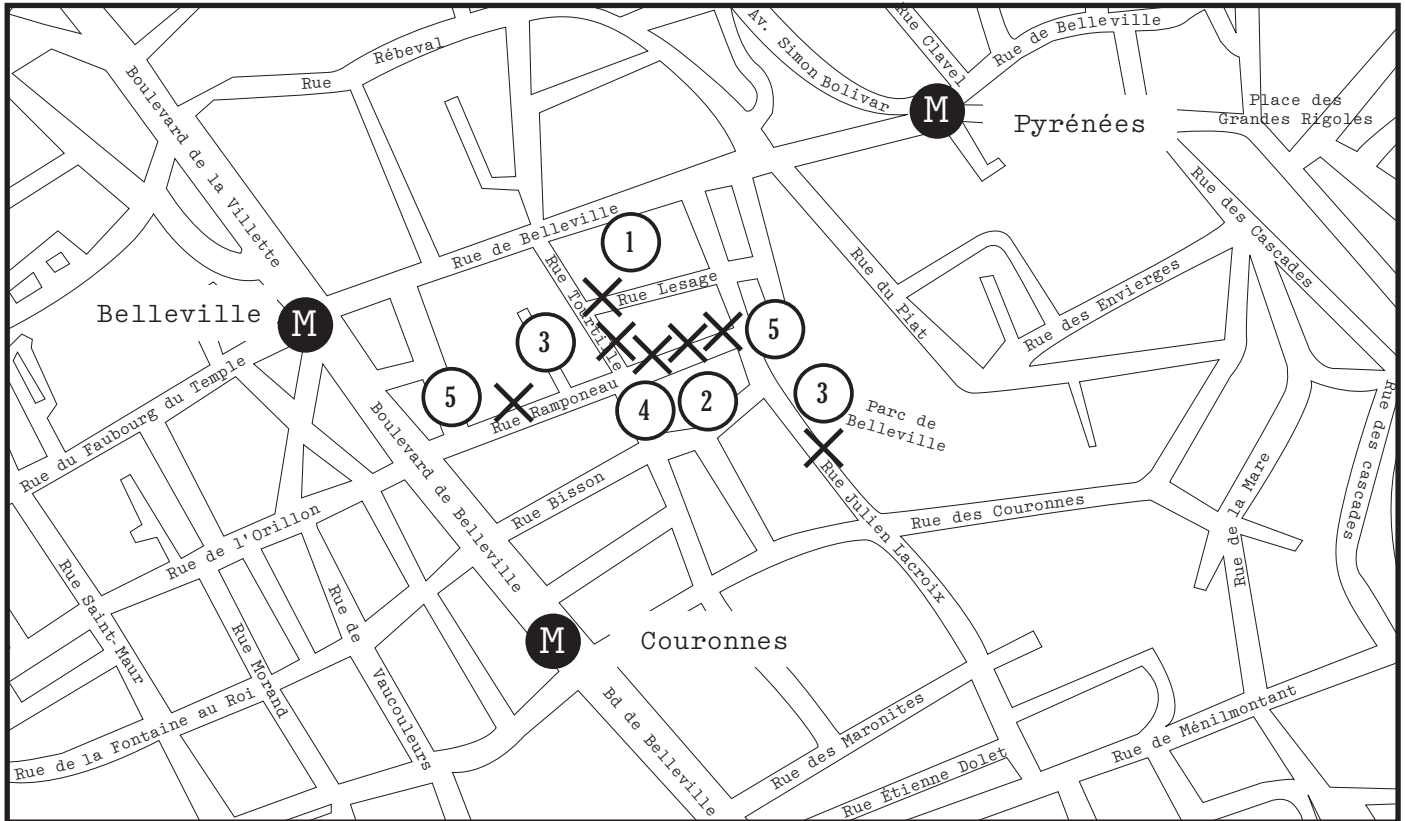 Av. Simon Bolivar
Rue Clavel
Rue de Belleville
Rue Rébeval
Boulevard de la Villette
M
Pyrénées
Place des
Grandes Rigoles
Rue des Cascades
Rue de Belleville
1
Rue Tourtille
Rue Lesage
Rue du Piat
Rue des Envierges
Belleville
M
3
5
5
4
2
3
Rue Ramponeau
Parc de
Belleville
Rue du Faubourg du Temple
Boulevard de Belleville
Rue Bisson
Rue Julien Lacroix
Rue des Couronnes
Rue de la Mare
Rue des cascades
Rue de l'Orillon
Rue Saint-Maur
Rue Morand
Rue de Vaucouleurs
M
Couronnes
Rue de la Fontaine au Roi
Bd de Belleville
Rue des Maronites
Rue Étienne Dolet
Rue de Ménilmontant